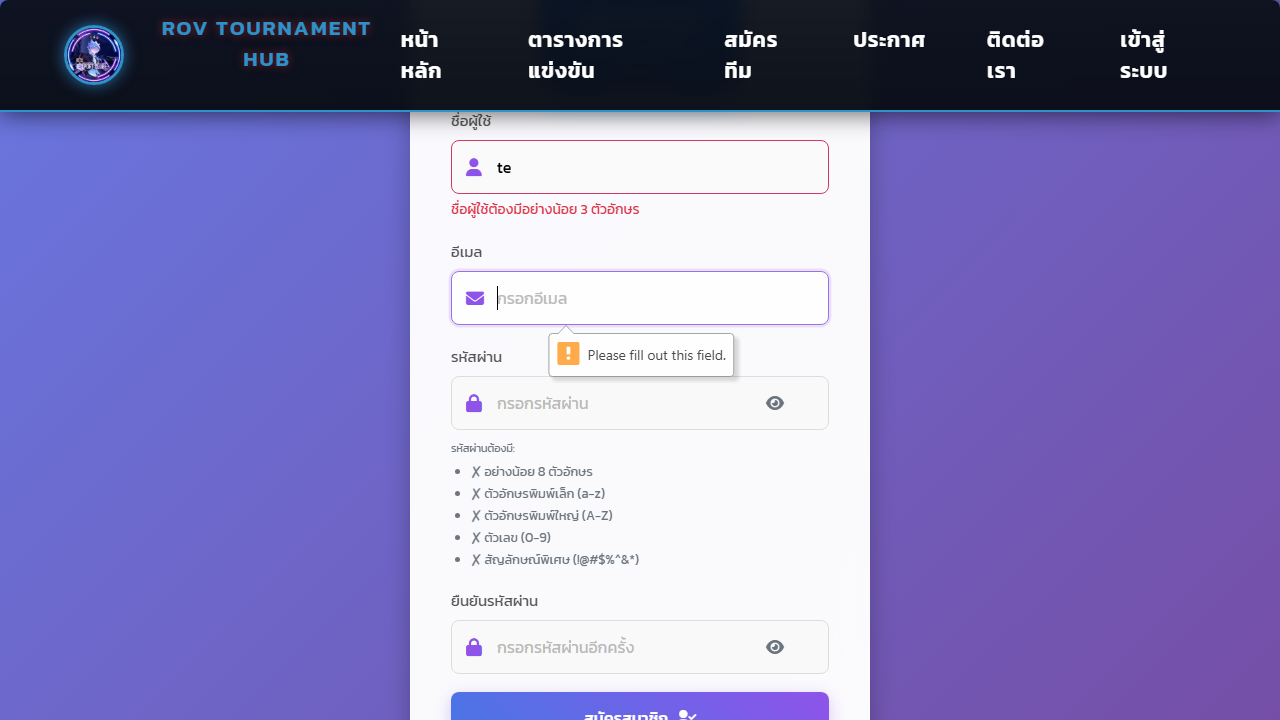 ROV TOURNAMENT
HUB
หน้า
หลัก
ตารางการ
แข่งขัน
สมัคร
ทีม
ประกาศ
ติดต่อ
เรา
เข้าสู่
ระบบ
ชื่อผู้ใช้
te
ชื่อผู้ใช้ต้องมีอย่างน้อย 3 ตัวอักษร
อีเมล
กรอกอีเมล
Please fill out this field.
รหัสผ่าน
กรอกรหัสผ่าน
รหัสผ่านต้องมี:
✗ อย่างน้อย 8 ตัวอักษร
✗ ตัวอักษรพิมพ์เล็ก (a-z)
✗ ตัวอักษรพิมพ์ใหญ่ (A-Z)
✗ ตัวเลข (0-9)
✗ สัญลักษณ์พิเศษ (!@#$%^&*)
ยืนยันรหัสผ่าน
กรอกรหัสผ่านอีกครั้ง
สมัครสมาชิก